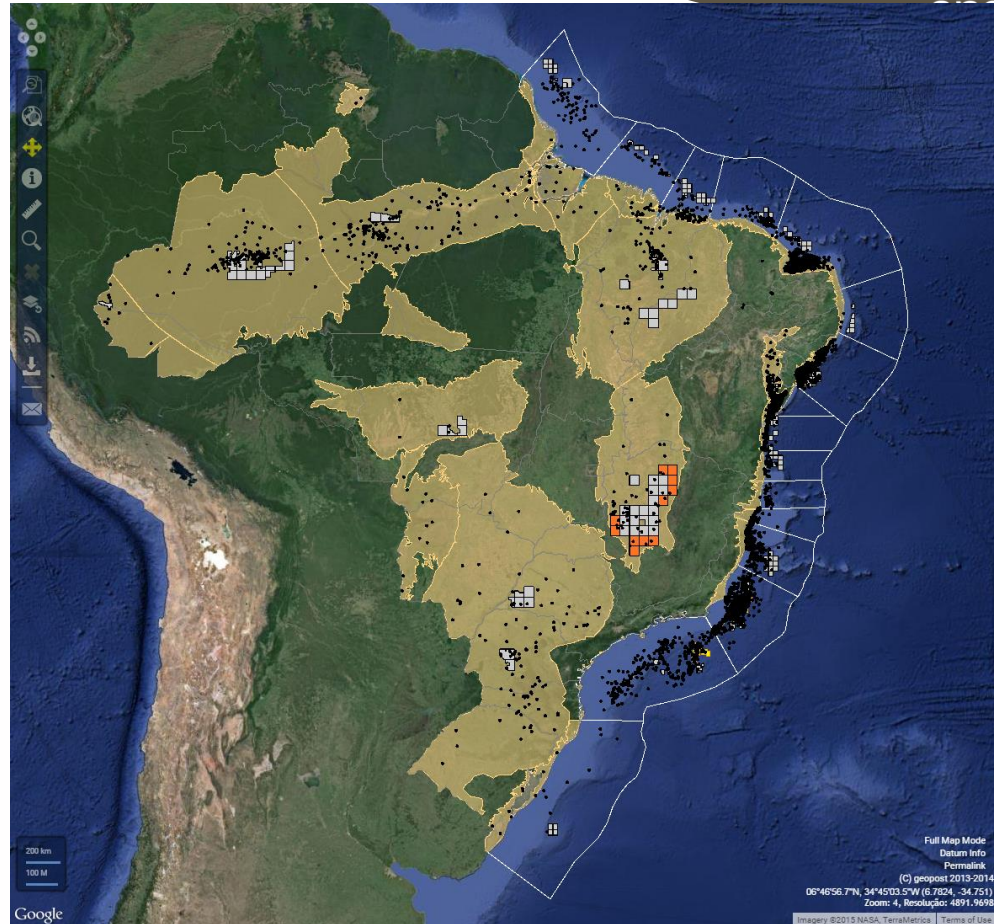 200 km
100 M
Google
Full Map Mode
Datum Info
Permalink
(C) geopost 2013-2014
06°46'56.7"N, 34°45'03.5"W (6.7824, -34.751)
Zoom: 4, Resolução: 4891.9698
Imagery ©2015 NASA, TerraMetrics
Terms of Use